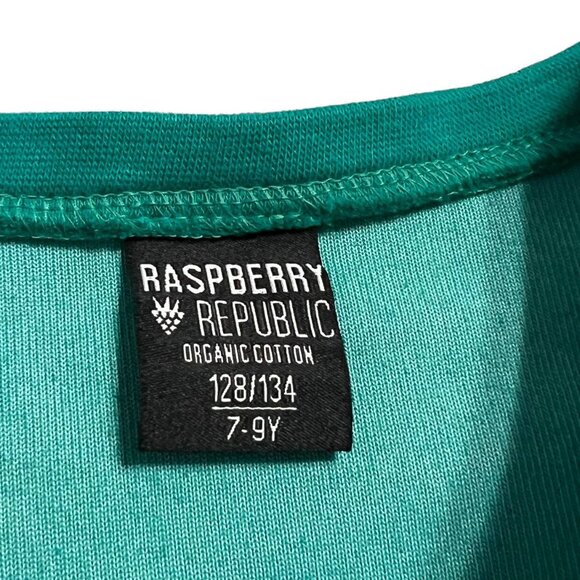 RASPBERRY
REPUBLIC
ORGANIC COTTON
128/134
7-9Y